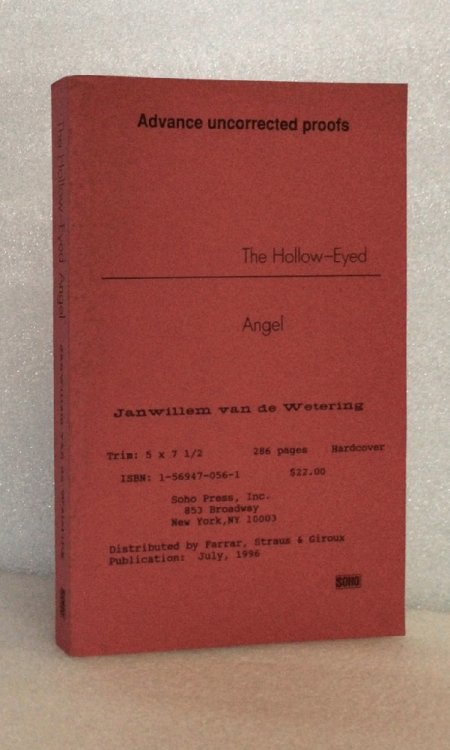 Advance uncorrected proofs
The Hollow-Eyed
Angel
Janwillem van de Wetering
Trim: 5 x 7 1/2 286 pages Hardcover
ISBN: 1-56947-056-1 $22.00
Soho Press, Inc.
853 Broadway
New York,NY 10003
Distributed by Farrar, Straus & Giroux
Publication: July, 1996
SOHO
The Hollow-Eyed Angel Janwillem van de Wetering SOHO